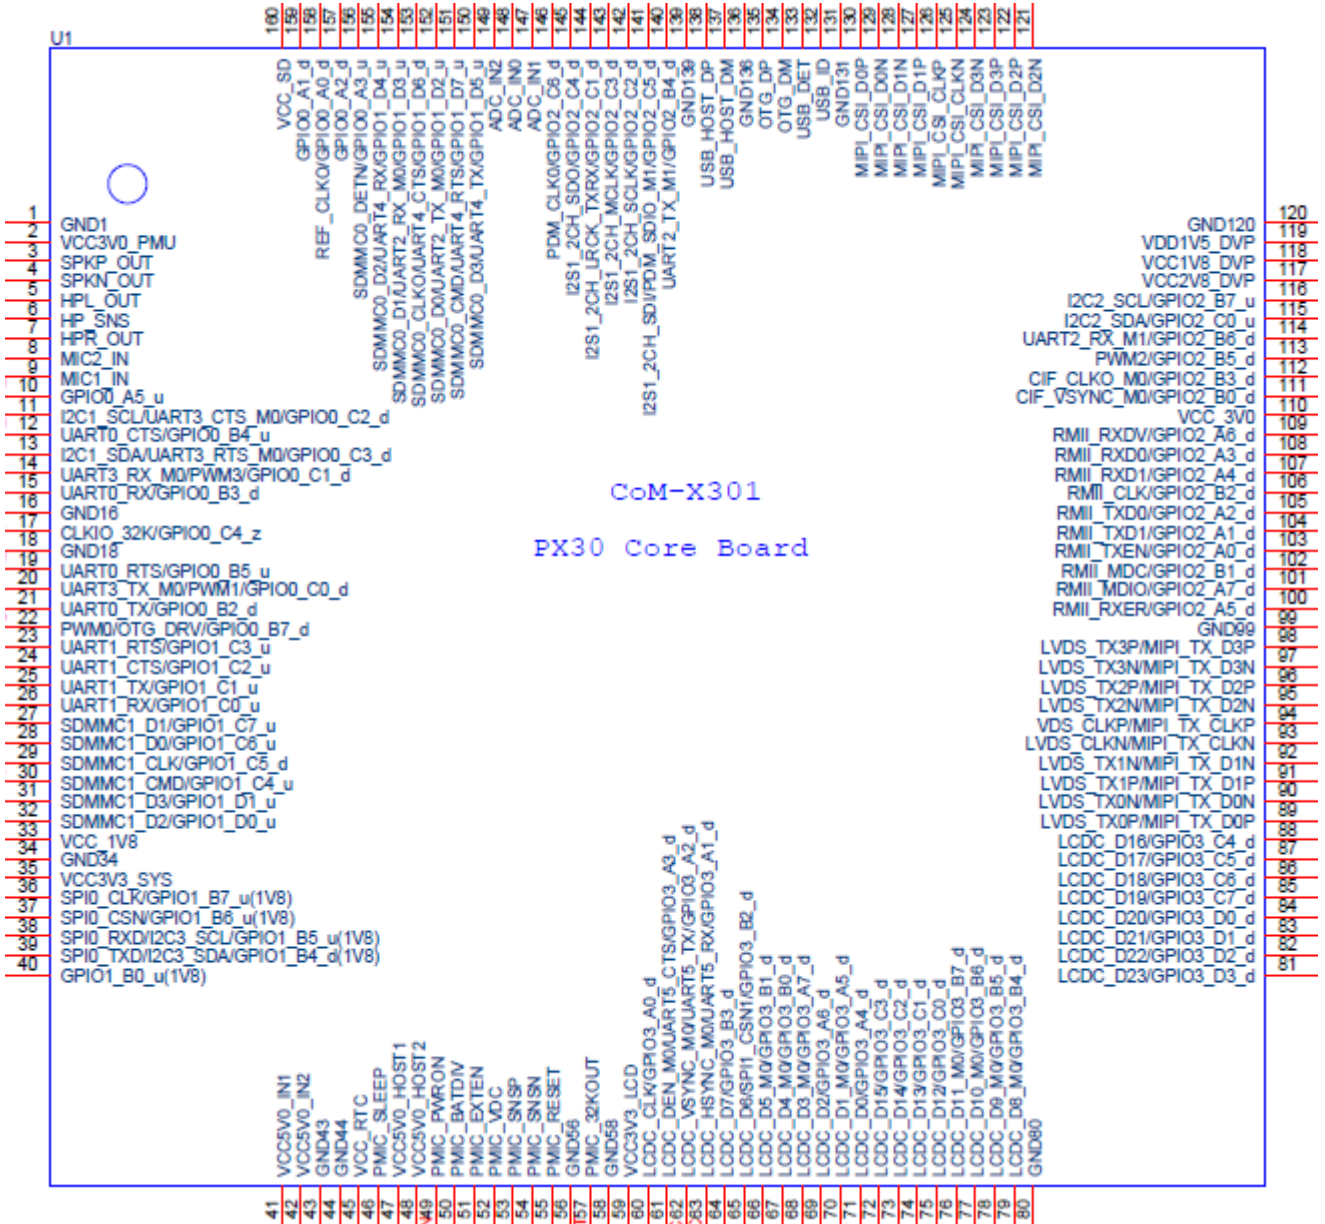 U1
160
159
158
157
156
155
154
153
152
151
150
149
148
147
146
145
144
143
142
141
140
139
138
137
136
135
134
133
132
131
130
129
128
127
126
125
124
123
122
121
VCC_SD
GPIO0_A1_d
REF_CLKO/GPIO0_A0_d
GPIO0_A2_d
SDMMC0_DETN/GPIO0_A3_u
SDMMC0_D2/UART4_RX/GPIO1_D4_u
SDMMC0_D1/UART2_RX_M0/GPIO1_D3_u
SDMMC0_CLKO/UART4_CTS/GPIO1_D6_d
SDMMC0_D0/UART2_TX_M0/GPIO1_D2_u
SDMMC0_CMD/UART4_RTS/GPIO1_D7_u
SDMMC0_D3/UART4_TX/GPIO1_D5_u
ADC_IN2
ADC_IN0
ADC_IN1
PDM_CLK0/GPIO2_C6_d
I2S1_2CH_SDO/GPIO2_C4_d
I2S1_2CH_LRCK_TXRX/GPIO2_C1_d
I2S1_2CH_MCLK/GPIO2_C3_d
I2S1_2CH_SCLK/GPIO2_C2_d
I2S1_2CH_SDI/PDM_SDIO_M1/GPIO2_C5_d
UART2_TX_M1/GPIO2_B4_d
GND139
USB_HOST_DP
USB_HOST_DM
GND136
OTG_DP
OTG_DM
USB_DET
USB_ID
GND131
MIPI_CSI_D0P
MIPI_CSI_D0N
MIPI_CSI_D1N
MIPI_CSI_D1P
MIPI_CSI_CLKP
MIPI_CSI_CLKN
MIPI_CSI_D3N
MIPI_CSI_D3P
MIPI_CSI_D2P
MIPI_CSI_D2N
1 GND1
2 VCC3V0_PMU
3 SPKP_OUT
4 SPKN_OUT
5 HPL_OUT
6 HP_SNS
7 HPR_OUT
8 MIC2_IN
9 MIC1_IN
10 GPIO0_A5_u
11 I2C1_SCL/UART3_CTS_M0/GPIO0_C2_d
12 UART0_CTS/GPIO0_B4_u
13 I2C1_SDA/UART3_RTS_M0/GPIO0_C3_d
14 UART3_RX_M0/PWM3/GPIO0_C1_d
15 UART0_RX/GPIO0_B3_d
16 GND16
17 CLKIO_32K/GPIO0_C4_z
18 GND18
19 UART0_RTS/GPIO0_B5_u
20 UART3_TX_M0/PWM1/GPIO0_C0_d
21 UART0_TX/GPIO0_B2_d
22 PWM0/OTG_DRV/GPIO0_B7_d
23 UART1_RTS/GPIO1_C3_u
24 UART1_CTS/GPIO1_C2_u
25 UART1_TX/GPIO1_C1_u
26 UART1_RX/GPIO1_C0_u
27 SDMMC1_D1/GPIO1_C7_u
28 SDMMC1_D0/GPIO1_C6_u
29 SDMMC1_CLK/GPIO1_C5_d
30 SDMMC1_CMD/GPIO1_C4_u
31 SDMMC1_D3/GPIO1_D1_u
32 SDMMC1_D2/GPIO1_D0_u
33 VCC_1V8
34 GND34
35 VCC3V3_SYS
36 SPI0_CLK/GPIO1_B7_u(1V8)
37 SPI0_CSN/GPIO1_B6_u(1V8)
38 SPI0_RXD/I2C3_SCL/GPIO1_B5_u(1V8)
39 SPI0_TXD/I2C3_SDA/GPIO1_B4_d(1V8)
40 GPIO1_B0_u(1V8)
CoM-X301
PX30 Core Board
GND120 120
VDD1V5_DVP 119
VCC1V8_DVP 118
VCC2V8_DVP 117
I2C2_SCL/GPIO2_B7_u 116
I2C2_SDA/GPIO2_C0_u 115
UART2_RX_M1/GPIO2_B6_d 114
PWM2/GPIO2_B5_d 113
CIF_CLKO_M0/GPIO2_B3_d 112
CIF_VSYNC_M0/GPIO2_B0_d 111
VCC_3V0 110
RMII_RXDV/GPIO2_A6_d 109
RMII_RXD0/GPIO2_A3_d 108
RMII_RXD1/GPIO2_A4_d 107
RMII_CLK/GPIO2_B2_d 106
RMII_TXD0/GPIO2_A2_d 105
RMII_TXD1/GPIO2_A1_d 104
RMII_TXEN/GPIO2_A0_d 103
RMII_MDC/GPIO2_B1_d 102
RMII_MDIO/GPIO2_A7_d 101
RMII_RXER/GPIO2_A5_d 100
GND99 99
LVDS_TX3P/MIPI_TX_D3P 98
LVDS_TX3N/MIPI_TX_D3N 97
LVDS_TX2P/MIPI_TX_D2P 96
LVDS_TX2N/MIPI_TX_D2N 95
VDS_CLKP/MIPI_TX_CLKP 94
LVDS_CLKN/MIPI_TX_CLKN 93
LVDS_TX1N/MIPI_TX_D1N 92
LVDS_TX1P/MIPI_TX_D1P 91
LVDS_TX0N/MIPI_TX_D0N 90
LVDS_TX0P/MIPI_TX_D0P 89
LCDC_D16/GPIO3_C4_d 88
LCDC_D17/GPIO3_C5_d 87
LCDC_D18/GPIO3_C6_d 86
LCDC_D19/GPIO3_C7_d 85
LCDC_D20/GPIO3_D0_d 84
LCDC_D21/GPIO3_D1_d 83
LCDC_D22/GPIO3_D2_d 82
LCDC_D23/GPIO3_D3_d 81
VCC5V0_IN1
VCC5V0_IN2
GND43
GND44
VCC_RTC
PMIC_SLEEP
VCC5V0_HOST1
VCC5V0_HOST2
PMIC_PWRON
PMIC_BATDIV
PMIC_EXTEN
PMIC_VDC
PMIC_SNSP
PMIC_SNSN
PMIC_RESET
GND56
PMIC_32KOUT
GND58
VCC3V3_LCD
LCDC_CLK/GPIO3_A0_d
LCDC_DEN_M0/UART5_CTS/GPIO3_A3_d
LCDC_VSYNC_M0/UART5_TX/GPIO3_A2_d
LCDC_HSYNC_M0/UART5_RX/GPIO3_A1_d
LCDC_D7/GPIO3_B3_d
LCDC_D6/SPI1_CSN1/GPIO3_B2_d
LCDC_D5_M0/GPIO3_B1_d
LCDC_D4_M0/GPIO3_B0_d
LCDC_D3_M0/GPIO3_A7_d
LCDC_D2/GPIO3_A6_d
LCDC_D1_M0/GPIO3_A5_d
LCDC_D0/GPIO3_A4_d
LCDC_D15/GPIO3_C3_d
LCDC_D14/GPIO3_C2_d
LCDC_D13/GPIO3_C1_d
LCDC_D12/GPIO3_C0_d
LCDC_D11_M0/GPIO3_B7_d
LCDC_D10_M0/GPIO3_B6_d
LCDC_D9_M0/GPIO3_B5_d
LCDC_D8_M0/GPIO3_B4_d
GND80
41
42
43
44
45
46
47
48
49
50
51
52
53
54
55
56
57
58
59
60
61
62
63
64
65
66
67
68
69
70
71
72
73
74
75
76
77
78
79
80